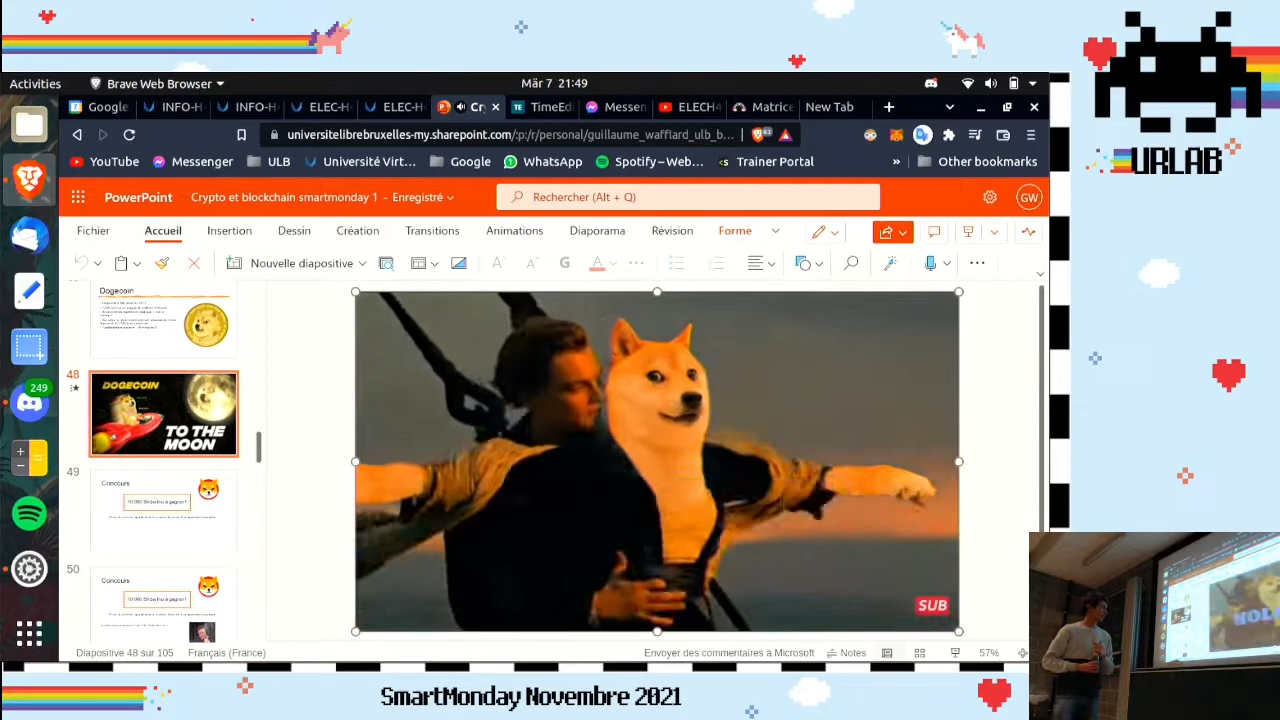 Activities
Brave Web Browser
Mär 7 21:49
Google
INFO-H
INFO-H
ELEC-H
ELEC-H
Cr
TimeEd
Messen
ELECH4
Matrice
New Tab
universitelibrebruxelles-my.sharepoint.com/:p:/r/personal/guillaume_wafflard_ulb_b...
YouTube
Messenger
ULB
Université Virt...
Google
WhatsApp
Spotify – Web...
Trainer Portal
»
Other bookmarks
PowerPoint
Crypto et blockchain smartmonday 1 - Enregistré
Rechercher (Alt + Q)
GW
Fichier
Accueil
Insertion
Dessin
Création
Transitions
Animations
Diaporama
Révision
Forme
Nouvelle diapositive
G
A
Dogecoin
48
DOGECOIN
TO THE
MOON
49
Concours
50
Concours
249
SUB
HOL
Diapositive 48 sur 105
Français (France)
Envoyer des commentaires à Microsoft
Notes
57%
URLAB
SmartMonday Novembre 2021